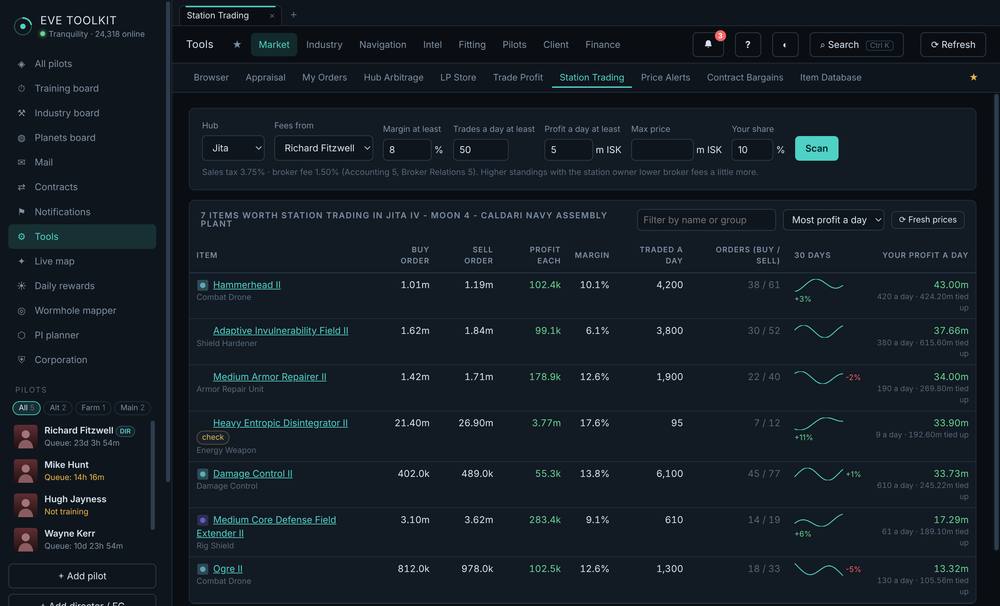 EVE TOOLKIT
Tranquility · 24,318 online
All pilots
Training board
Industry board
Planets board
Mail
Contracts
Notifications
Tools
Live map
Daily rewards
Wormhole mapper
PI planner
Corporation
PILOTS
All 5 Alt 2 Farm 1 Main 2
Richard Fitzwell DIR
Queue: 23d 3h 54m
Mike Hunt
Queue: 14h 16m
Hugh Jayness
Not training
Wayne Kerr
Queue: 10d 23h 54m
+ Add pilot
+ Add director / FC
Station Trading × +
Tools ★ Market Industry Navigation Intel Fitting Pilots Client Finance 3 ? Search Ctrl K Refresh
Browser Appraisal My Orders Hub Arbitrage LP Store Trade Profit Station Trading Price Alerts Contract Bargains Item Database ★
Hub Fees from Margin at least Trades a day at least Profit a day at least Max price Your share
Jita Richard Fitzwell 8 % 50 5 m ISK m ISK 10 % Scan
Sales tax 3.75% · broker fee 1.50% (Accounting 5, Broker Relations 5). Higher standings with the station owner lower broker fees a little more.
7 ITEMS WORTH STATION TRADING IN JITA IV - MOON 4 - CALDARI NAVY ASSEMBLY
PLANT
Filter by name or group Most profit a day Fresh prices
ITEM BUY ORDER SELL ORDER PROFIT EACH MARGIN TRADED A DAY ORDERS (BUY / SELL) 30 DAYS YOUR PROFIT A DAY
Hammerhead II 1.01m 1.19m 102.4k 10.1% 4,200 38 / 61 43.00m
Combat Drone +3% 420 a day · 424.20m tied
up
Adaptive Invulnerability Field II 1.62m 1.84m 99.1k 6.1% 3,800 30 / 52 37.66m
Shield Hardener 380 a day · 615.60m tied
up
Medium Armor Repairer II 1.42m 1.71m 178.9k 12.6% 1,900 22 / 40 -2% 34.00m
Armor Repair Unit 190 a day · 269.80m tied
up
Heavy Entropic Disintegrator II 21.40m 26.90m 3.77m 17.6% 95 7 / 12 33.90m
check +11% 9 a day · 192.60m tied up
Energy Weapon
Damage Control II 402.0k 489.0k 55.3k 13.8% 6,100 45 / 77 +1% 33.73m
Damage Control 610 a day · 245.22m tied
up
Medium Core Defense Field 3.10m 3.62m 283.4k 9.1% 610 14 / 19 17.29m
Extender II +6% 61 a day · 189.10m tied
Rig Shield up
Ogre II 812.0k 978.0k 102.5k 12.6% 1,300 18 / 33 -5% 13.32m
Combat Drone 130 a day · 105.56m tied
up